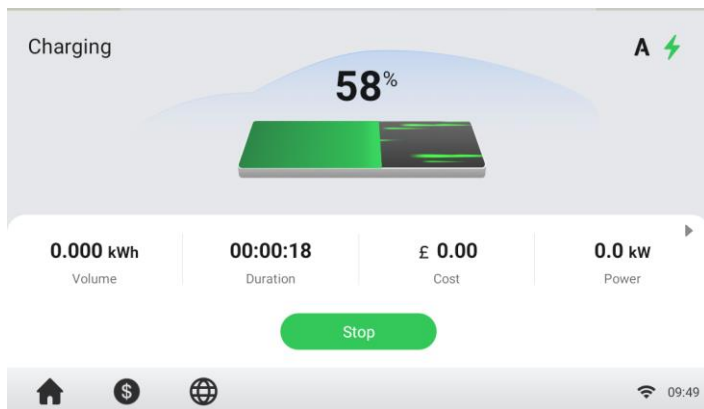 Charging
A
58%
0.000 kWh
Volume
00:00:18
Duration
£ 0.00
Cost
0.0 kW
Power
Stop
$
09:49